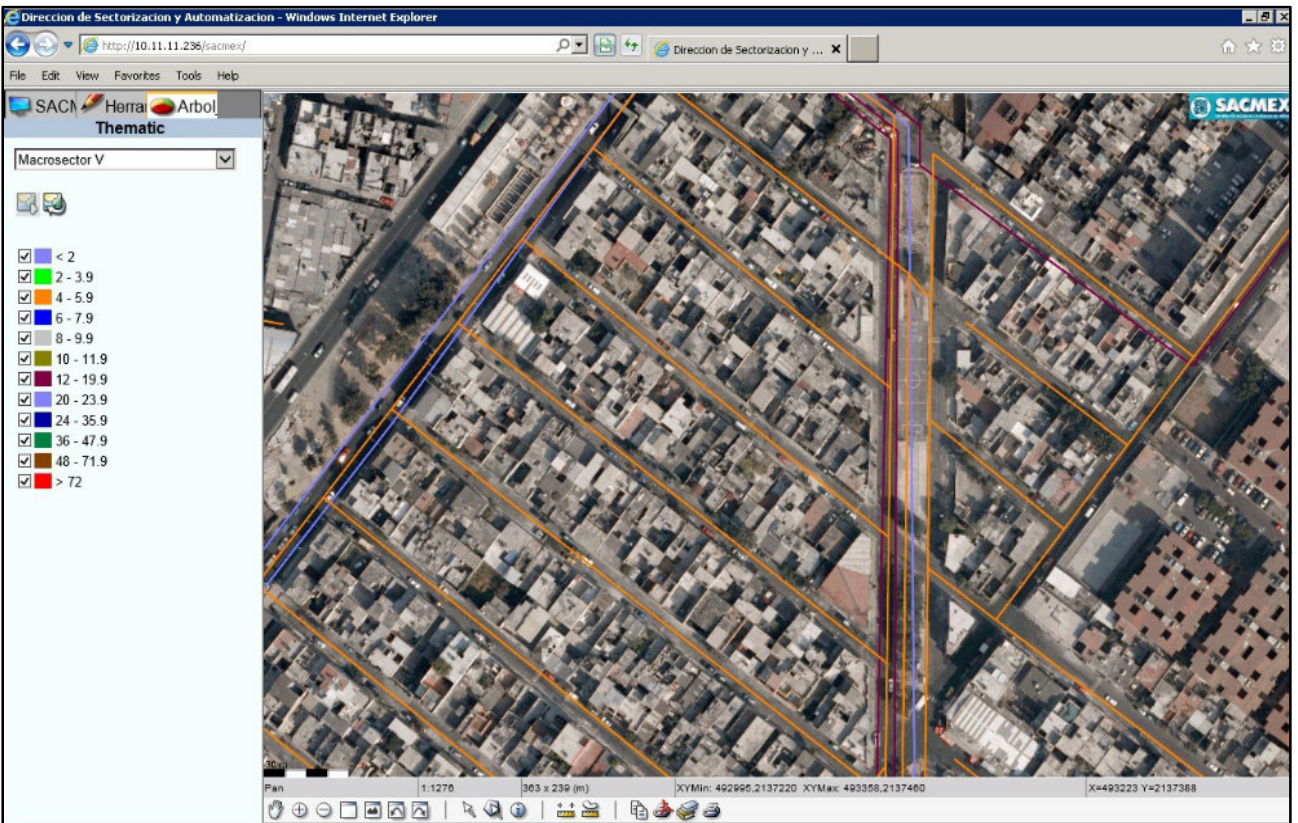 Direccion de Sectorizacion y Automatizacion - Windows Internet Explorer
http://10.11.11.236/sacmex/
Direccion de Sectorizacion y ...
File Edit View Favorites Tools Help
SACM Herrar Arbol
Thematic
Macrosector V
< 2
2 - 3.9
4 - 5.9
6 - 7.9
8 - 9.9
10 - 11.9
12 - 19.9
20 - 23.9
24 - 35.9
36 - 47.9
48 - 71.9
> 72
SACMEX
30 m
Pan 1:1276 363 x 239 (m) XYMin: 492995,2137220 XYMax: 493358,2137460 X=493223 Y=2137388